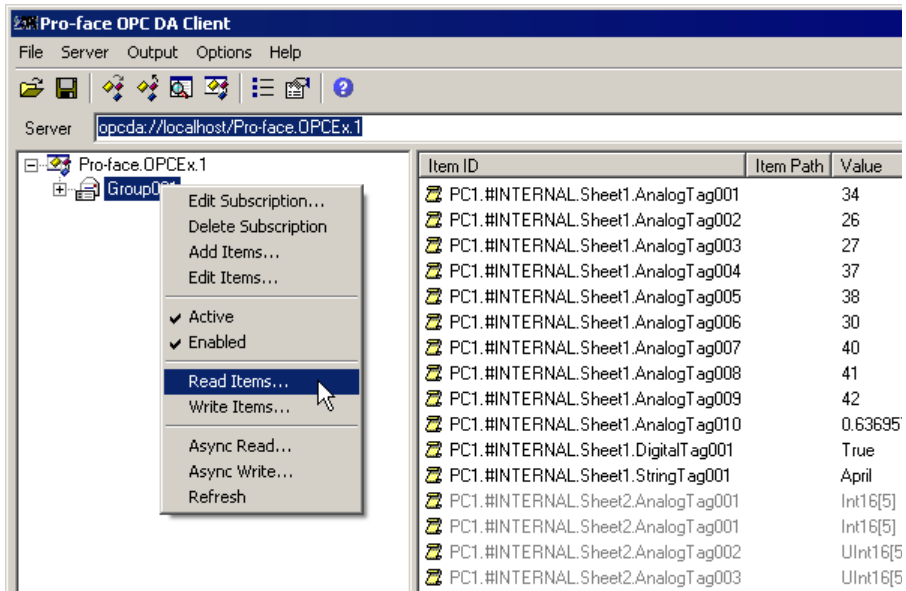 Pro-face OPC DA Client
File Server Output Options Help
Server opcda://localhost/Pro-face.OPCEx.1
Pro-face.OPCEx.1
Edit Subscription...
Delete Subscription
Add Items...
Edit Items...
Active
Enabled
Read Items...
Write Items...
Async Read...
Async Write...
Refresh
Item ID Item Path Value
PC1.#INTERNAL.Sheet1.AnalogTag001 34
PC1.#INTERNAL.Sheet1.AnalogTag002 26
PC1.#INTERNAL.Sheet1.AnalogTag003 27
PC1.#INTERNAL.Sheet1.AnalogTag004 37
PC1.#INTERNAL.Sheet1.AnalogTag005 38
PC1.#INTERNAL.Sheet1.AnalogTag006 30
PC1.#INTERNAL.Sheet1.AnalogTag007 40
PC1.#INTERNAL.Sheet1.AnalogTag008 41
PC1.#INTERNAL.Sheet1.AnalogTag009 42
PC1.#INTERNAL.Sheet1.AnalogTag010 0.63695
PC1.#INTERNAL.Sheet1.DigitalTag001 True
PC1.#INTERNAL.Sheet1.StringTag001 April
PC1.#INTERNAL.Sheet2.AnalogTag001 Int16[5]
PC1.#INTERNAL.Sheet2.AnalogTag001 Int16[5]
PC1.#INTERNAL.Sheet2.AnalogTag002 UInt16[5
PC1.#INTERNAL.Sheet2.AnalogTag003 UInt16[5